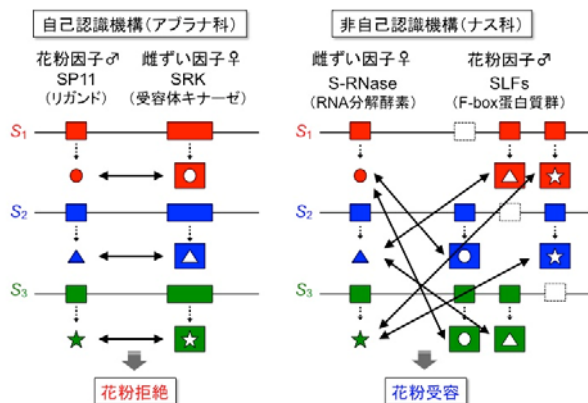 自己認識機構(アブラナ科)
花粉因子♂
SP11
(リガンド)
雌ずい因子♀
SRK
(受容体キナーゼ)
S1
S2
S3
花粉拒絶
非自己認識機構(ナス科)
雌ずい因子♀
S-RNase
(RNA分解酵素)
花粉因子♂
SLFs
(F-box蛋白質群)
S1
S2
S3
花粉受容